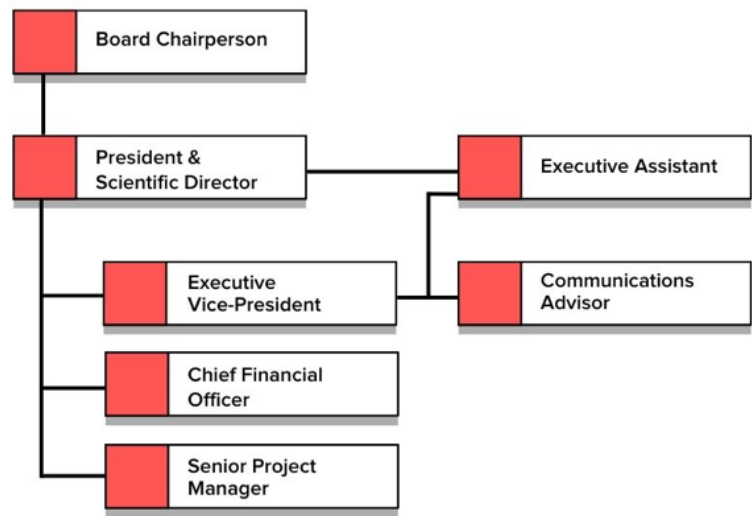 Board Chairperson
President &
Scientific Director
Executive Assistant
Executive
Vice-President
Communications
Advisor
Chief Financial
Officer
Senior Project
Manager